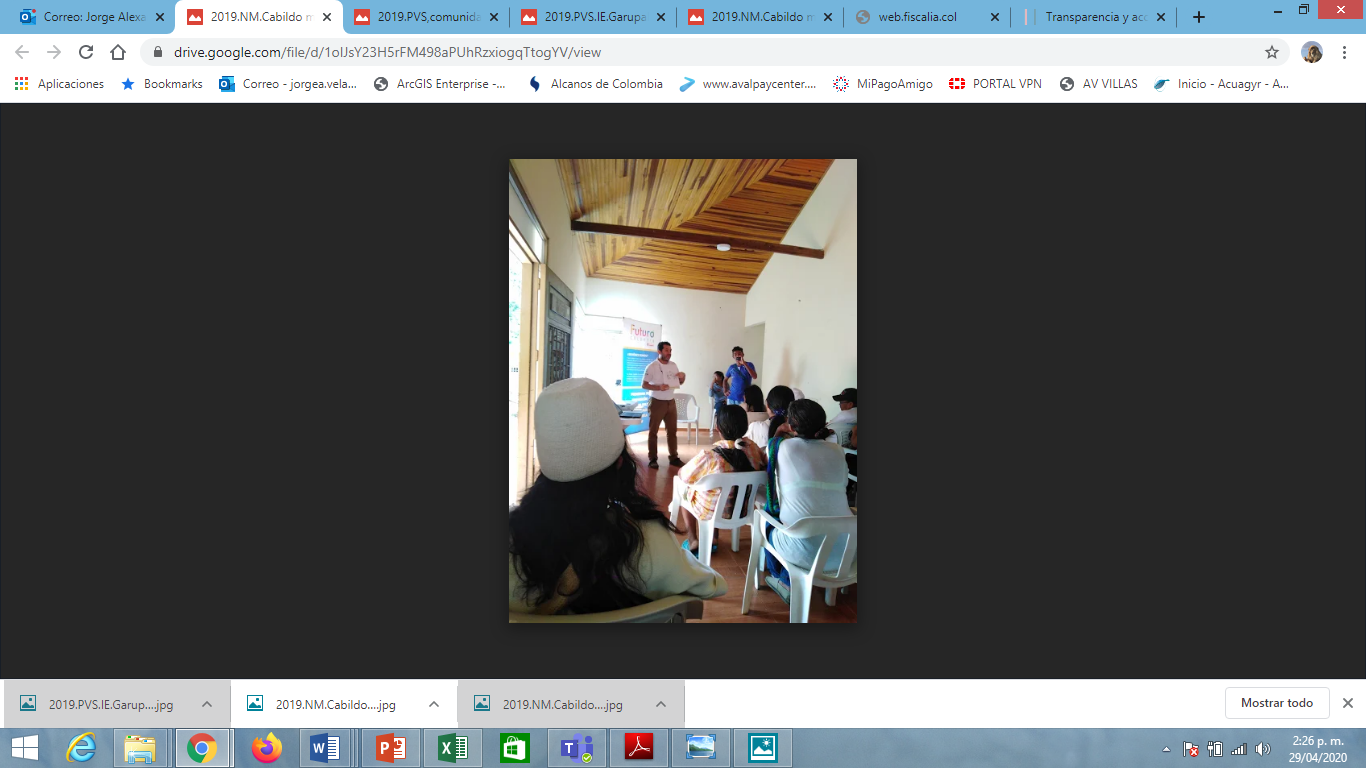 Correo: Jorge Alexa
2019.NM.Cabildo m
2019.PVS,comunida
2019.PVS.IE.Garupa
2019.NM.Cabildo m
web.fiscalia.col
Transparencia y acc
drive.google.com/file/d/1olJsY23H5rFM498aPUhRzxiogqTtogYV/view
Aplicaciones
Bookmarks
Correo - jorgea.vela...
ArcGIS Enterprise -...
Alcanos de Colombia
www.avalpaycenter....
MiPagoAmigo
PORTAL VPN
AV VILLAS
Inicio - Acuagyr - A...
Futuro
2019.PVS.IE.Garup....jpg
2019.NM.Cabildo....jpg
2019.NM.Cabildo....jpg
Mostrar todo
2:26 p. m.
29/04/2020